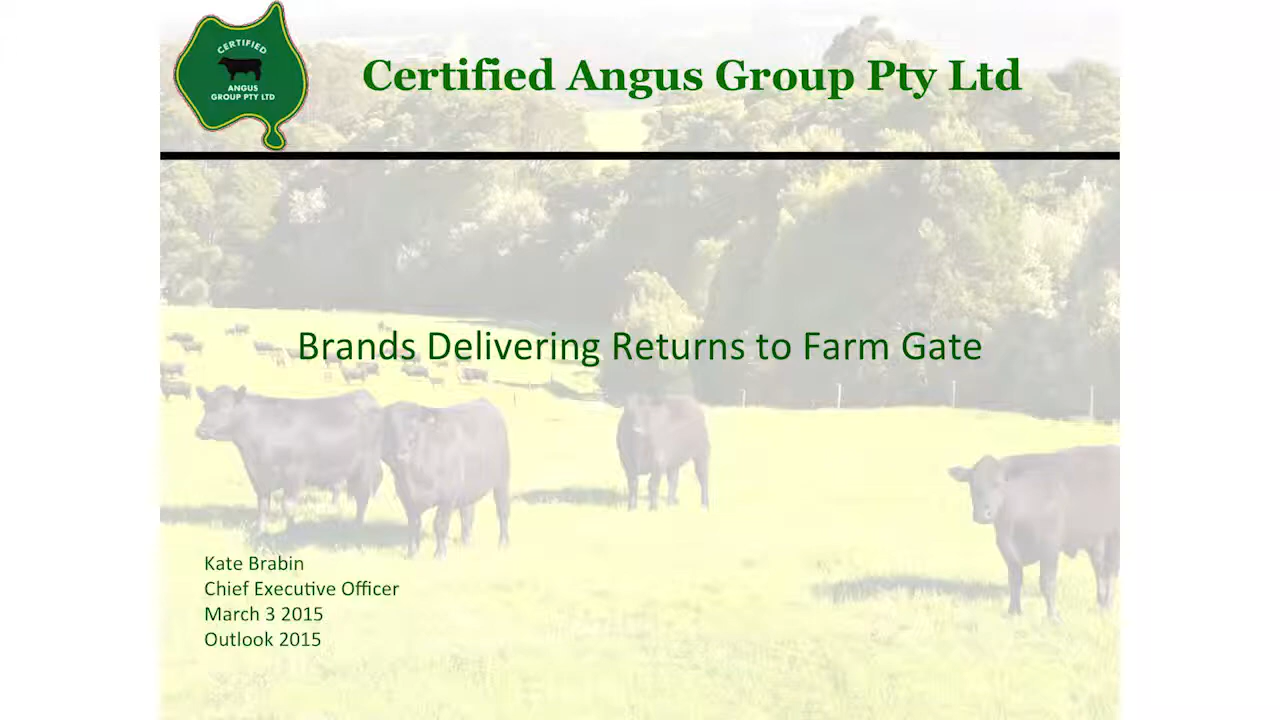 CERTIFIED
ANGUS
GROUP PTY LTD
Certified Angus Group Pty Ltd
Brands Delivering Returns to Farm Gate
Kate Brabin
Chief Executive Officer
March 3 2015
Outlook 2015